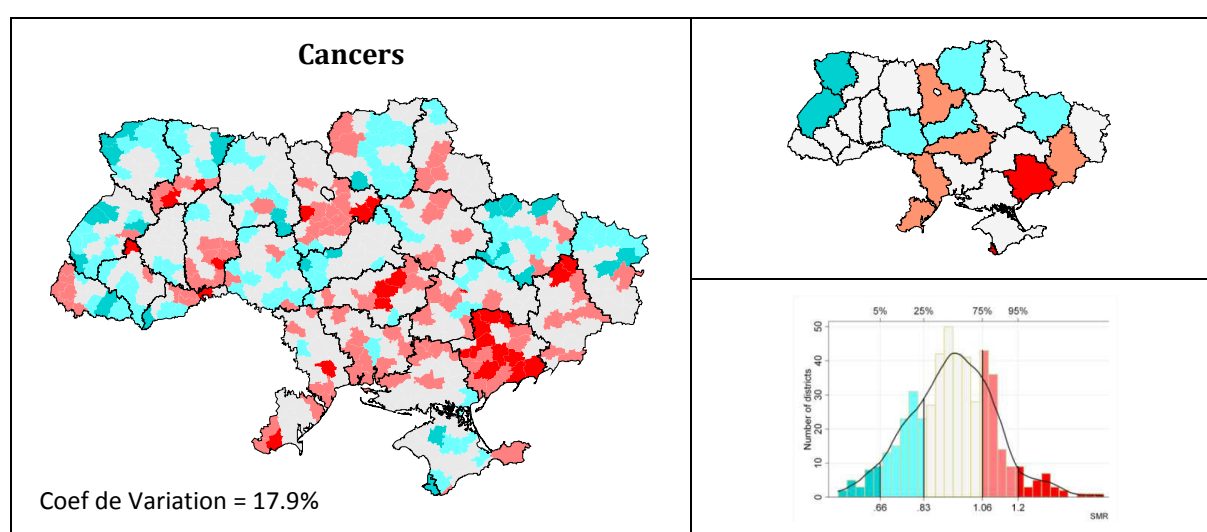 Cancers
Coef de Variation = 17.9%
5% 25% 75% 95%
Number of districts
50
40
30
20
10
0
.66 .83 1.06 1.2
SMR